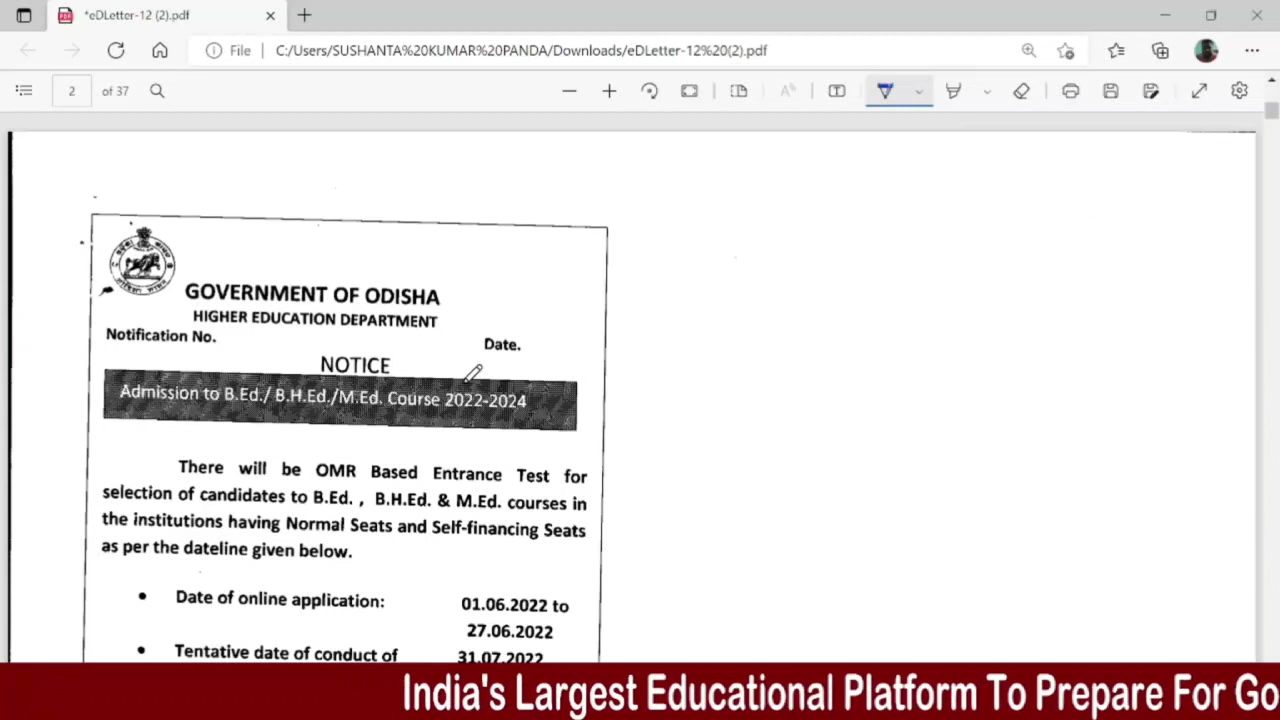 *eDLetter-12 (2).pdf
File
C:/Users/SUSHANTA%20KUMAR%20PANDA/Downloads/eDLetter-12%20(2).pdf
2 of 37
GOVERNMENT OF ODISHA
HIGHER EDUCATION DEPARTMENT
Notification No.
Date.
NOTICE
Admission to B.Ed./ B.H.Ed./M.Ed. Course 2022-2024
There will be OMR Based Entrance Test for
selection of candidates to B.Ed. , B.H.Ed. & M.Ed. courses in
the institutions having Normal Seats and Self-financing Seats
as per the dateline given below.
• Date of online application: 01.06.2022 to
27.06.2022
• Tentative date of conduct of 31.07.2022
India's Largest Educational Platform To Prepare For Go